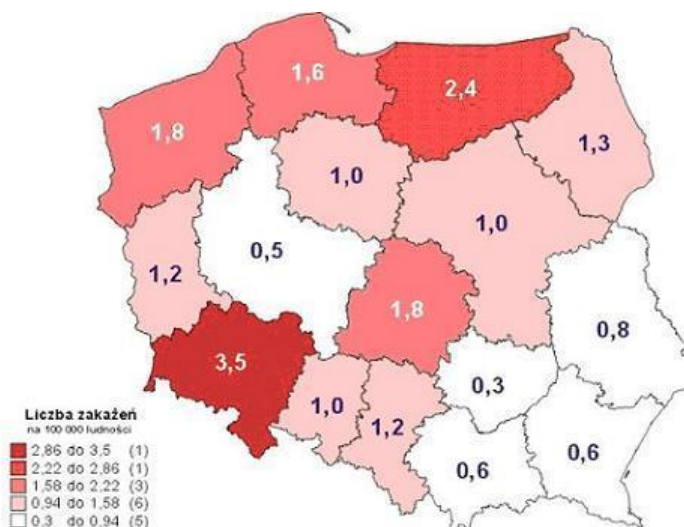 1,6
2,4
1,8
1,3
1,0
1,0
0,5
1,2
1,8
0,8
3,5
0,3
1,0
1,2
0,6
0,6
Liczba zakażeń
na 100 000 ludności
2,86 do 3,5 (1)
2,22 do 2,86 (1)
1,58 do 2,22 (3)
0,94 do 1,58 (6)
0,3 do 0,94 (5)